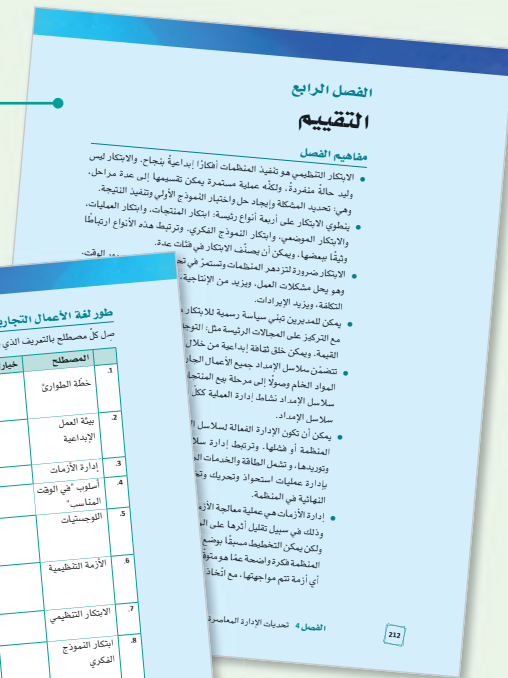 الفصل الرابع
التقييم
مفاهيم الفصل
• الابتكار التنظيمي هو تنفيذ المنظمات أفكارًا إبداعيةً بنجاح. والابتكار ليس
وليد حالةٍ منفردةٍ، ولكنّه عملية مستمرة يمكن تقسيمها إلى عدة مراحل،
وهي: تحديد المشكلة وإيجاد حل واختبار النموذج الأولي وتنفيذ النتيجة.
• ينطوي الابتكار على أربعة أنواع رئيسة: ابتكار المنتجات، وابتكار العمليات،
والابتكار الموضعي، وابتكار النموذج الفكري. وترتبط هذه الأنواع ارتباطًا
وثيقًا ببعضها، ويمكن أن يصنّف الابتكار في فئات عدة.
• الابتكار ضرورة لتزدهر المنظمات وتستمرّ في الوقت.
وهو يحل مشكلات العمل، ويزيد من الإنتاجية،
التكلفة، ويزيد الإيرادات.
• يمكن للمديرين تبني سياسة رسمية للابتكار
مع التركيز على المجالات الرئيسة مثل:
القيمة. ويمكن خلق ثقافة إبداعية من خلال
• تتضمّن سلاسل الإمداد جميع الأعمال
المواد الخام وصولًا إلى مرحلة بيع
سلاسل الإمداد نشاط إدارة العملية ككلّ
سلاسل الإمداد.
• يمكن أن تكون الإدارة الفعالة لسلاسل
المنظمة أو فشلها. وترتبط إدارة
وتوريدها، وتشمل الطاقة والخدمات
بإدارة عمليات استحواذ وتحريك
النهائية في المنظمة.
• إدارة الأزمات هي عملية معالجة
وذلك في سبيل تقليل أثرها على
ولكن يمكن التخطيط مسبقًا بوضع
المنظمة فكرة واضحة عمّا هو
أي أزمة تتم مواجهتها، مع اتّخاذ
212
الفصل 4 تحديات الإدارة المعاصرة
طور لغة الأعمال التجارية
صِل كلّ مصطلح بالتعريف الذي
المصطلح
1. خطّة الطوارئ
2. بيئة العمل
الإبداعية
3. إدارة الأزمات
4. أسلوب "في الوقت
المناسب"
5. اللوجستيات
6. الأزمة التنظيمية
7. الابتكار التنظيمي
8. ابتكار النموذج
الفكري